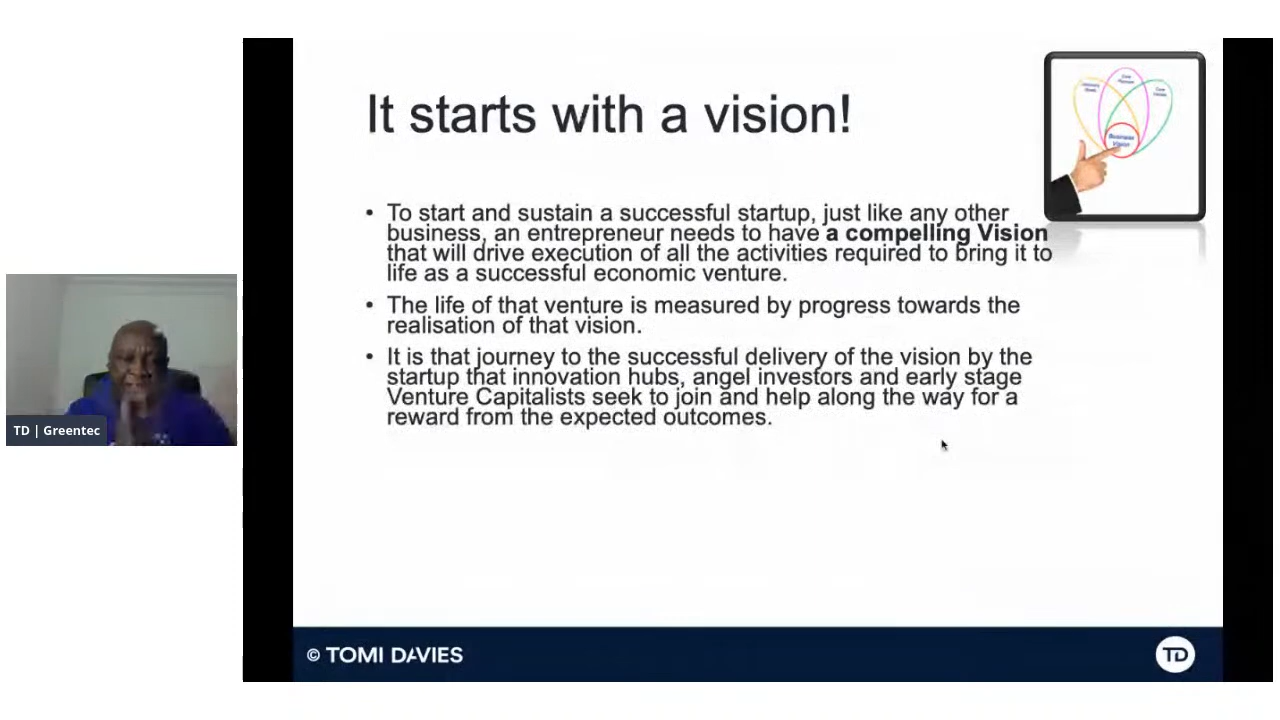 It starts with a vision!
Core
Business
Vision
• To start and sustain a successful startup, just like any other
business, an entrepreneur needs to have a compelling Vision
that will drive execution of all the activities required to bring it to
life as a successful economic venture.
• The life of that venture is measured by progress towards the
realisation of that vision.
• It is that journey to the successful delivery of the vision by the
startup that innovation hubs, angel investors and early stage
Venture Capitalists seek to join and help along the way for a
reward from the expected outcomes.
TD | Greentec
© TOMI DAVIES
TD